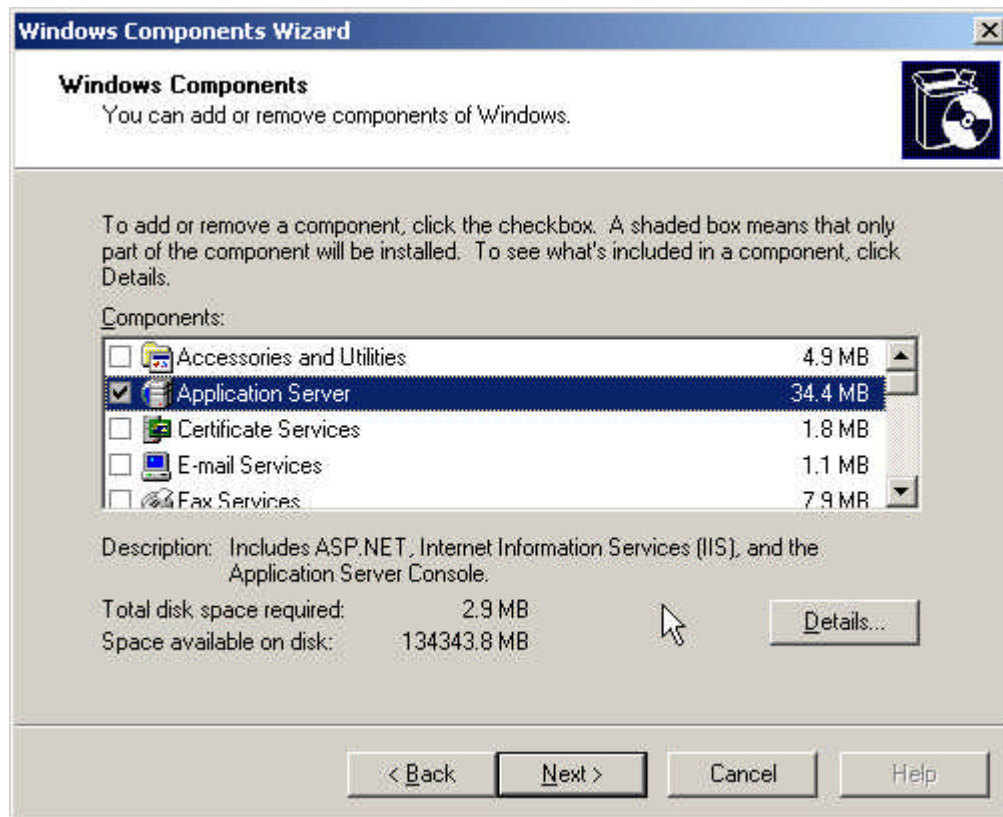 Windows Components Wizard
Windows Components
You can add or remove components of Windows.
To add or remove a component, click the checkbox. A shaded box means that only
part of the component will be installed. To see what's included in a component, click
Details.
Components:
Accessories and Utilities 4.9 MB
Application Server 34.4 MB
Certificate Services 1.8 MB
E-mail Services 1.1 MB
Fax Services 7.9 MB
Description: Includes ASP.NET, Internet Information Services (IIS), and the
Application Server Console.
Total disk space required: 2.9 MB
Space available on disk: 134343.8 MB
Details...
< Back Next > Cancel Help